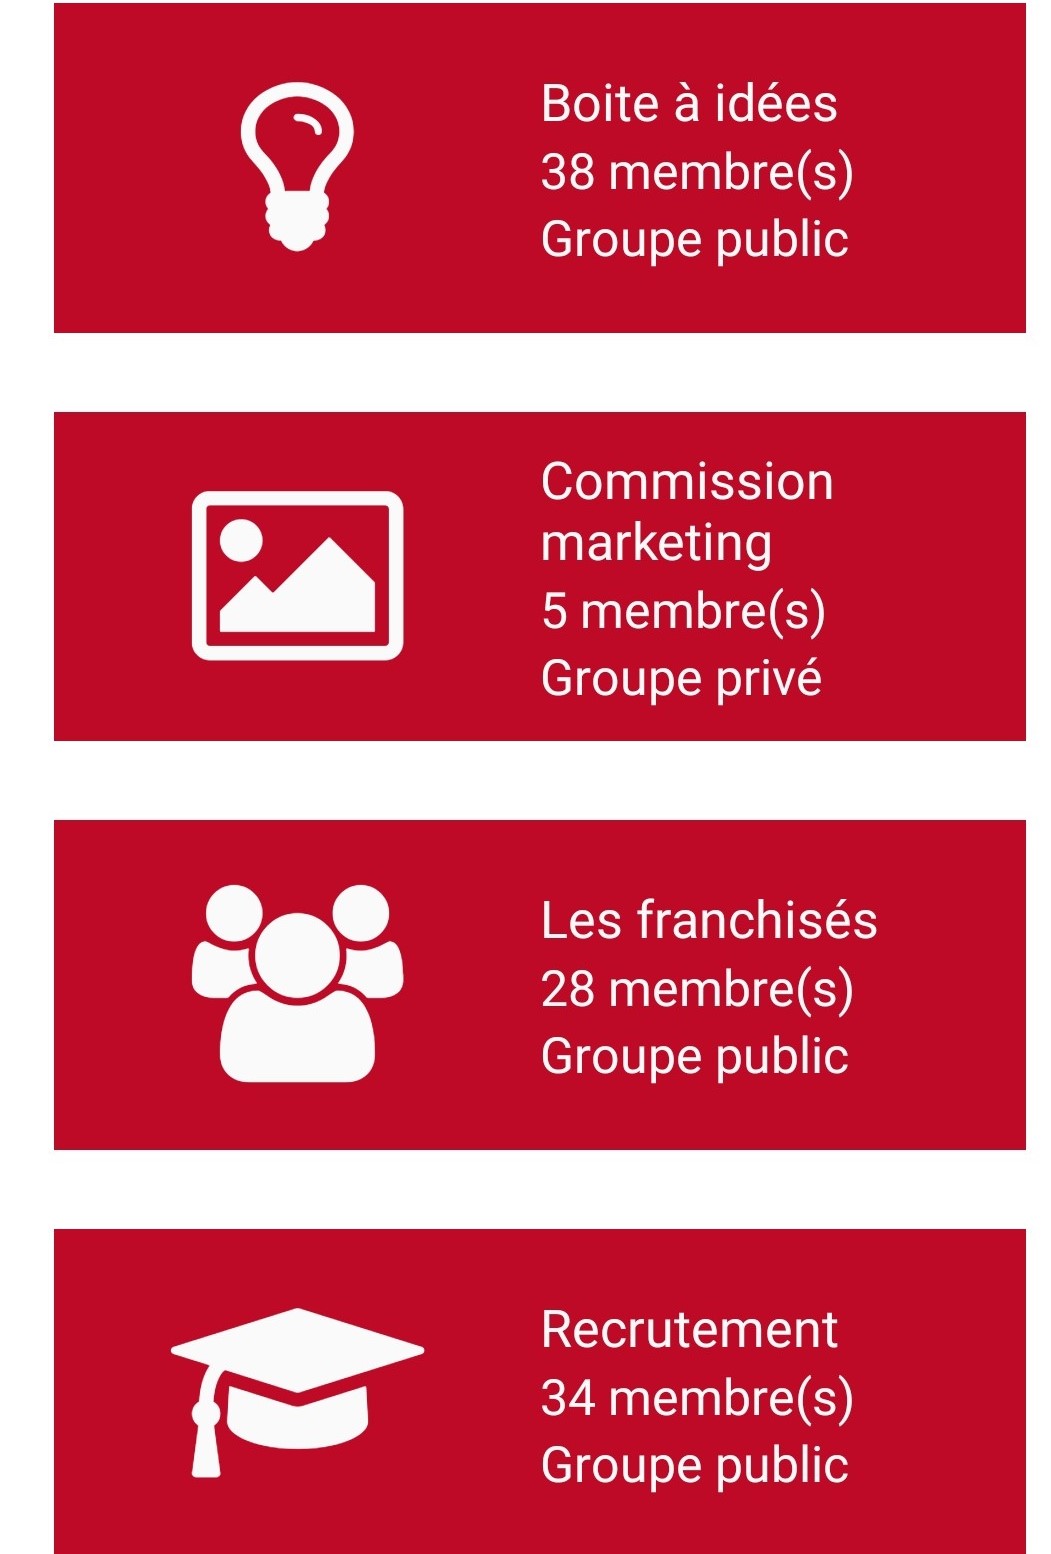 Boite à idées
38 membre(s)
Groupe public
Commission
marketing
5 membre(s)
Groupe privé
Les franchisés
28 membre(s)
Groupe public
Recrutement
34 membre(s)
Groupe public